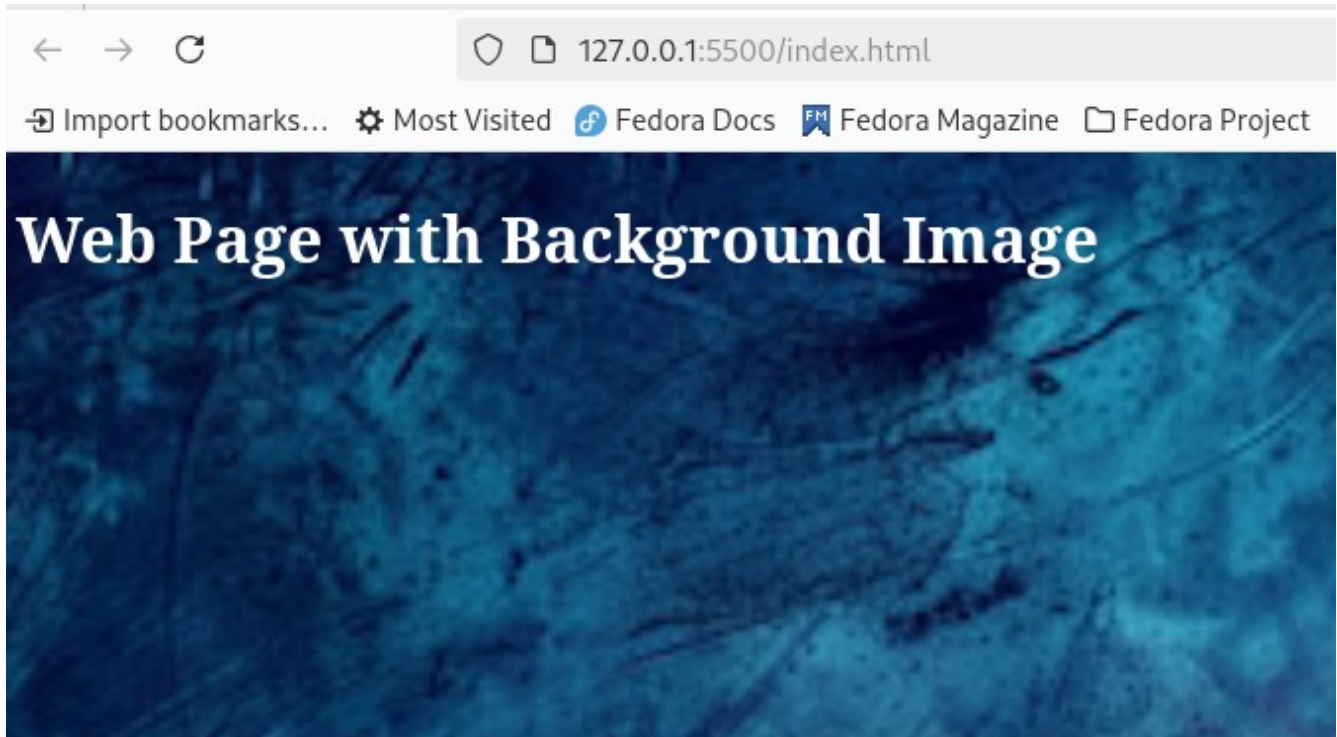 127.0.0.1:5500/index.html
Import bookmarks... Most Visited Fedora Docs FM Fedora Magazine Fedora Project
Web Page with Background Image